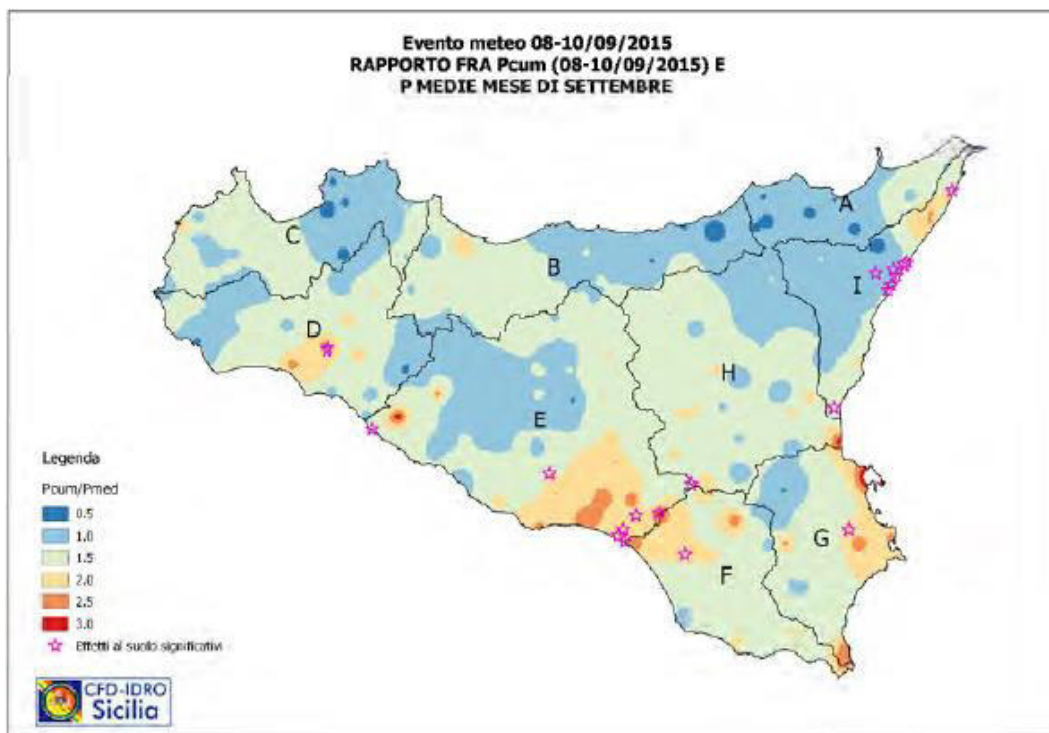 Evento meteo 08-10/09/2015
RAPPORTO FRA Pcum (08-10/09/2015) E
P MEDIE MESE DI SETTEMBRE
A
C
B
I
D
H
E
G
F
Legenda
Pcum/Pmed
0.5
1.0
1.5
2.0
2.5
3.0
Effetti al suolo significativi
CFD-IDRO
Sicilia